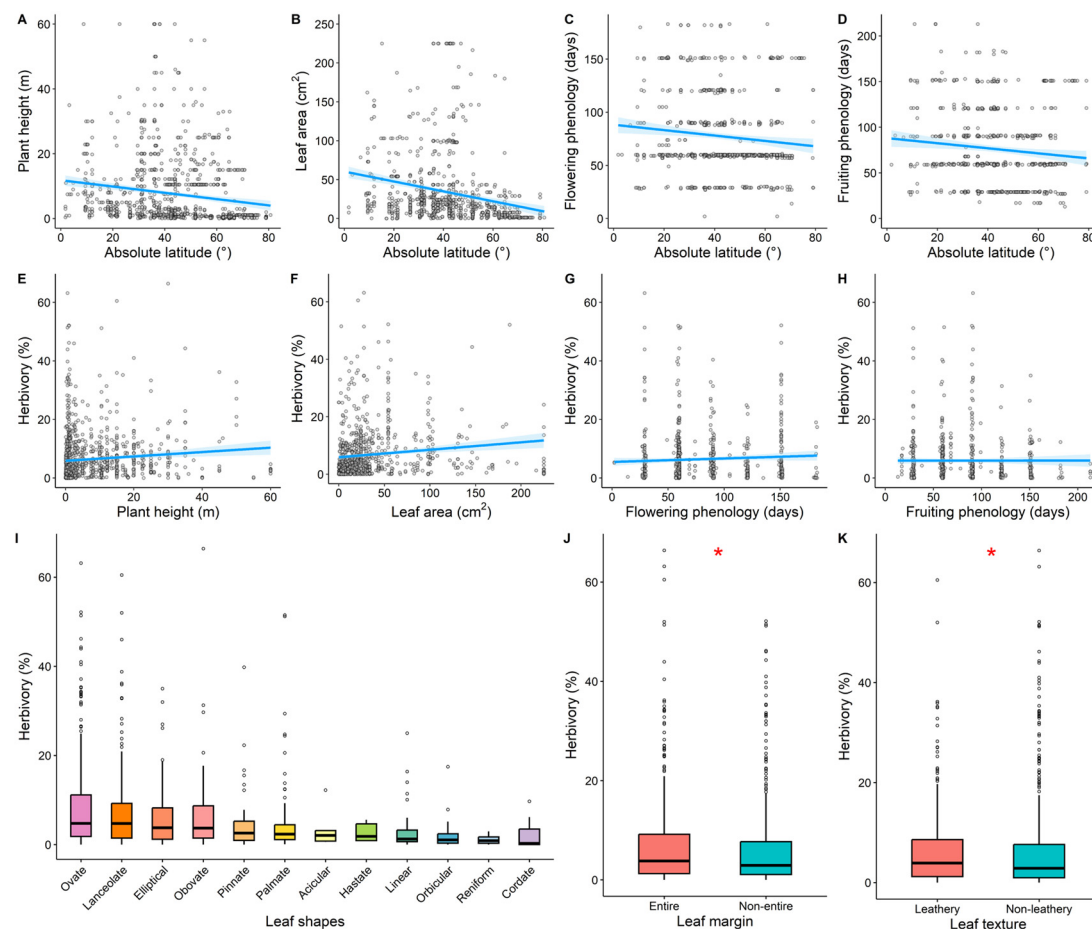 A
Plant height (m)
60
40
20
0
0 20 40 60 80
Absolute latitude (°)
B
Leaf area (cm2)
250
200
150
100
50
0
0 20 40 60 80
Absolute latitude (°)
C
Flowering phenology (days)
150
100
50
0
0 20 40 60 80
Absolute latitude (°)
D
Fruiting phenology (days)
200
150
100
50
0
0 20 40 60 80
Absolute latitude (°)
E
Herbivory (%)
60
40
20
0
0 20 40 60
Plant height (m)
F
Herbivory (%)
60
40
20
0
0 50 100 150 200
Leaf area (cm2)
G
Herbivory (%)
60
40
20
0
0 50 100 150
Flowering phenology (days)
H
Herbivory (%)
60
40
20
0
0 50 100 150 200
Fruiting phenology (days)
I
Herbivory (%)
60
40
20
0
Ovate Lanceolate Elliptical Obovate Pinnate Palmate Acicular Hastate Linear Orbicular Reniform Cordate
Leaf shapes
J
*
Herbivory (%)
60
40
20
0
Entire Non-entire
Leaf margin
K
*
Herbivory (%)
60
40
20
0
Leathery Non-leathery
Leaf texture